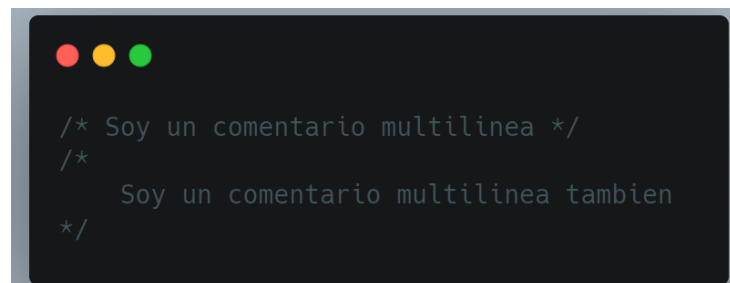 /* Soy un comentario multilinea */
/*
    Soy un comentario multilinea tambien
*/